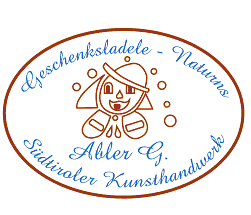 Geschenksladele - Naturns
Abler G.
Südtiroler Kunsthandwerk